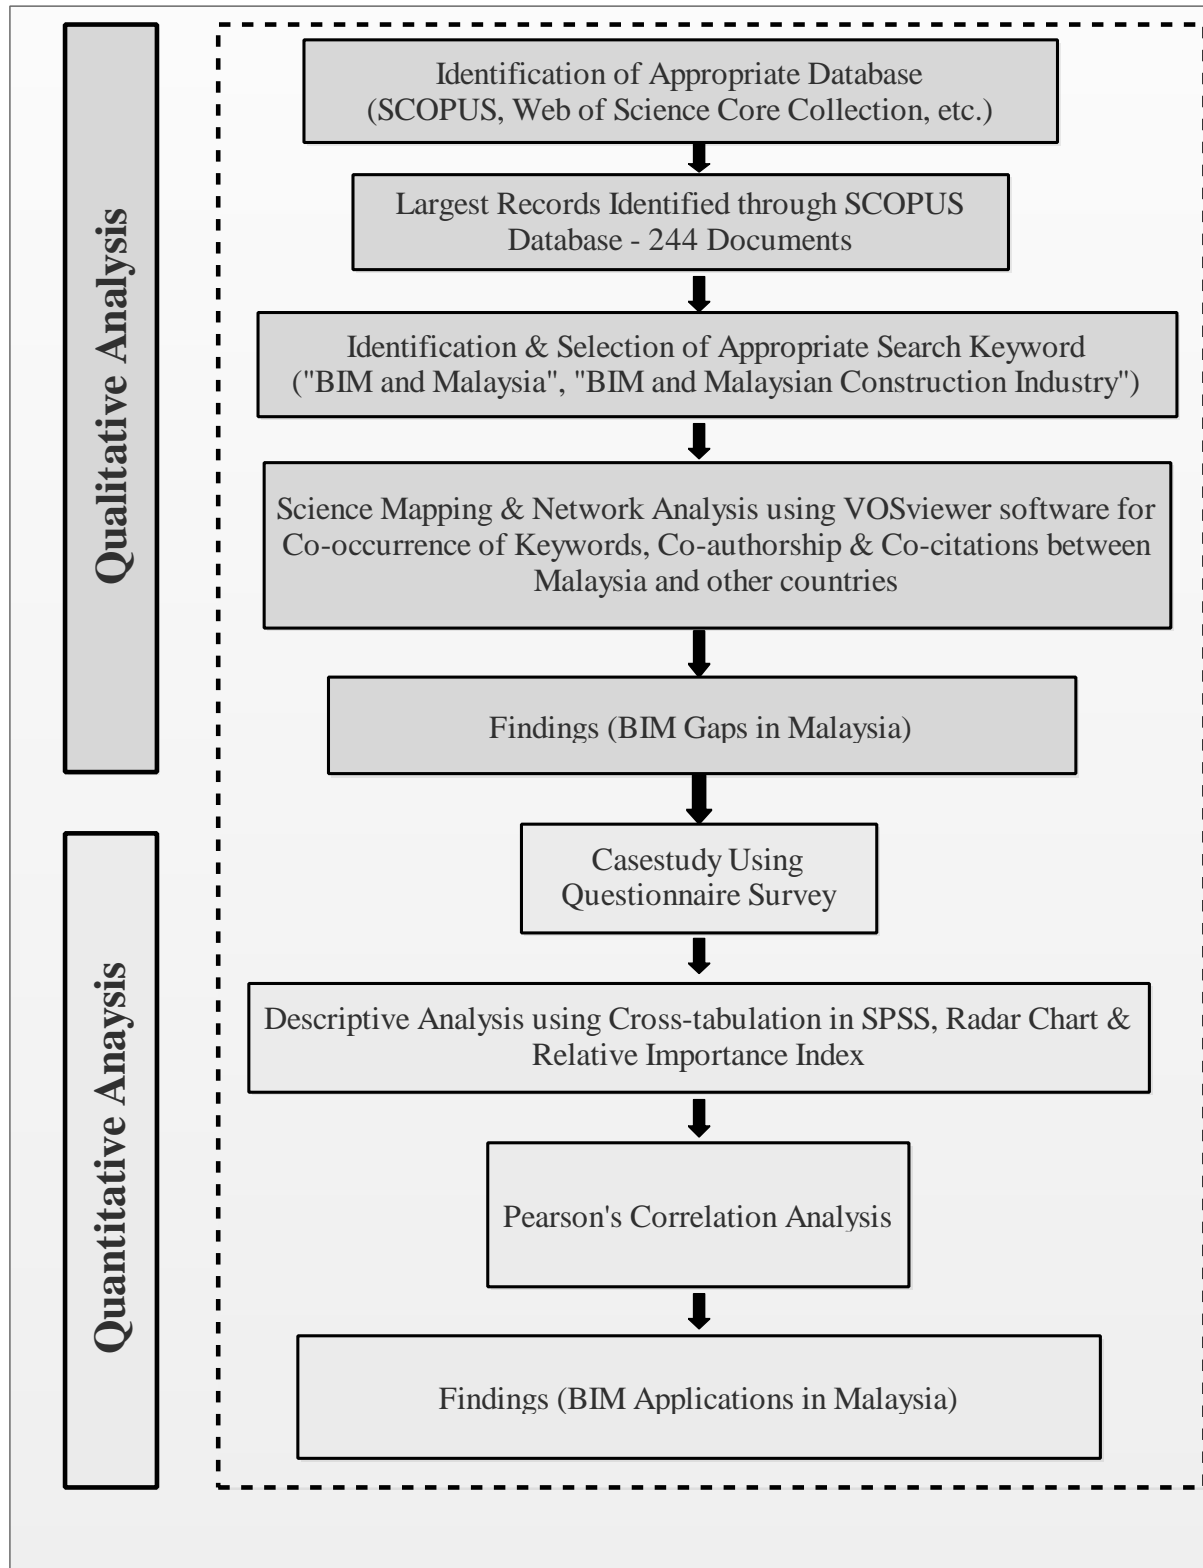 Qualitative Analysis
Identification of Appropriate Database
(SCOPUS, Web of Science Core Collection, etc.)
Largest Records Identified through SCOPUS
Database - 244 Documents
Identification & Selection of Appropriate Search Keyword
("BIM and Malaysia", "BIM and Malaysian Construction Industry")
Science Mapping & Network Analysis using VOSviewer software for
Co-occurrence of Keywords, Co-authorship & Co-citations between
Malaysia and other countries
Findings (BIM Gaps in Malaysia)
Quantitative Anaysis
Casestudy Using
Questionnaire Survey
Descriptive Analysis using Cross-tabulation in SPSS, Radar Chart &
Relative Importance Index
Pearson's Correlation Analysis
Findings (BIM Applications in Malaysia)